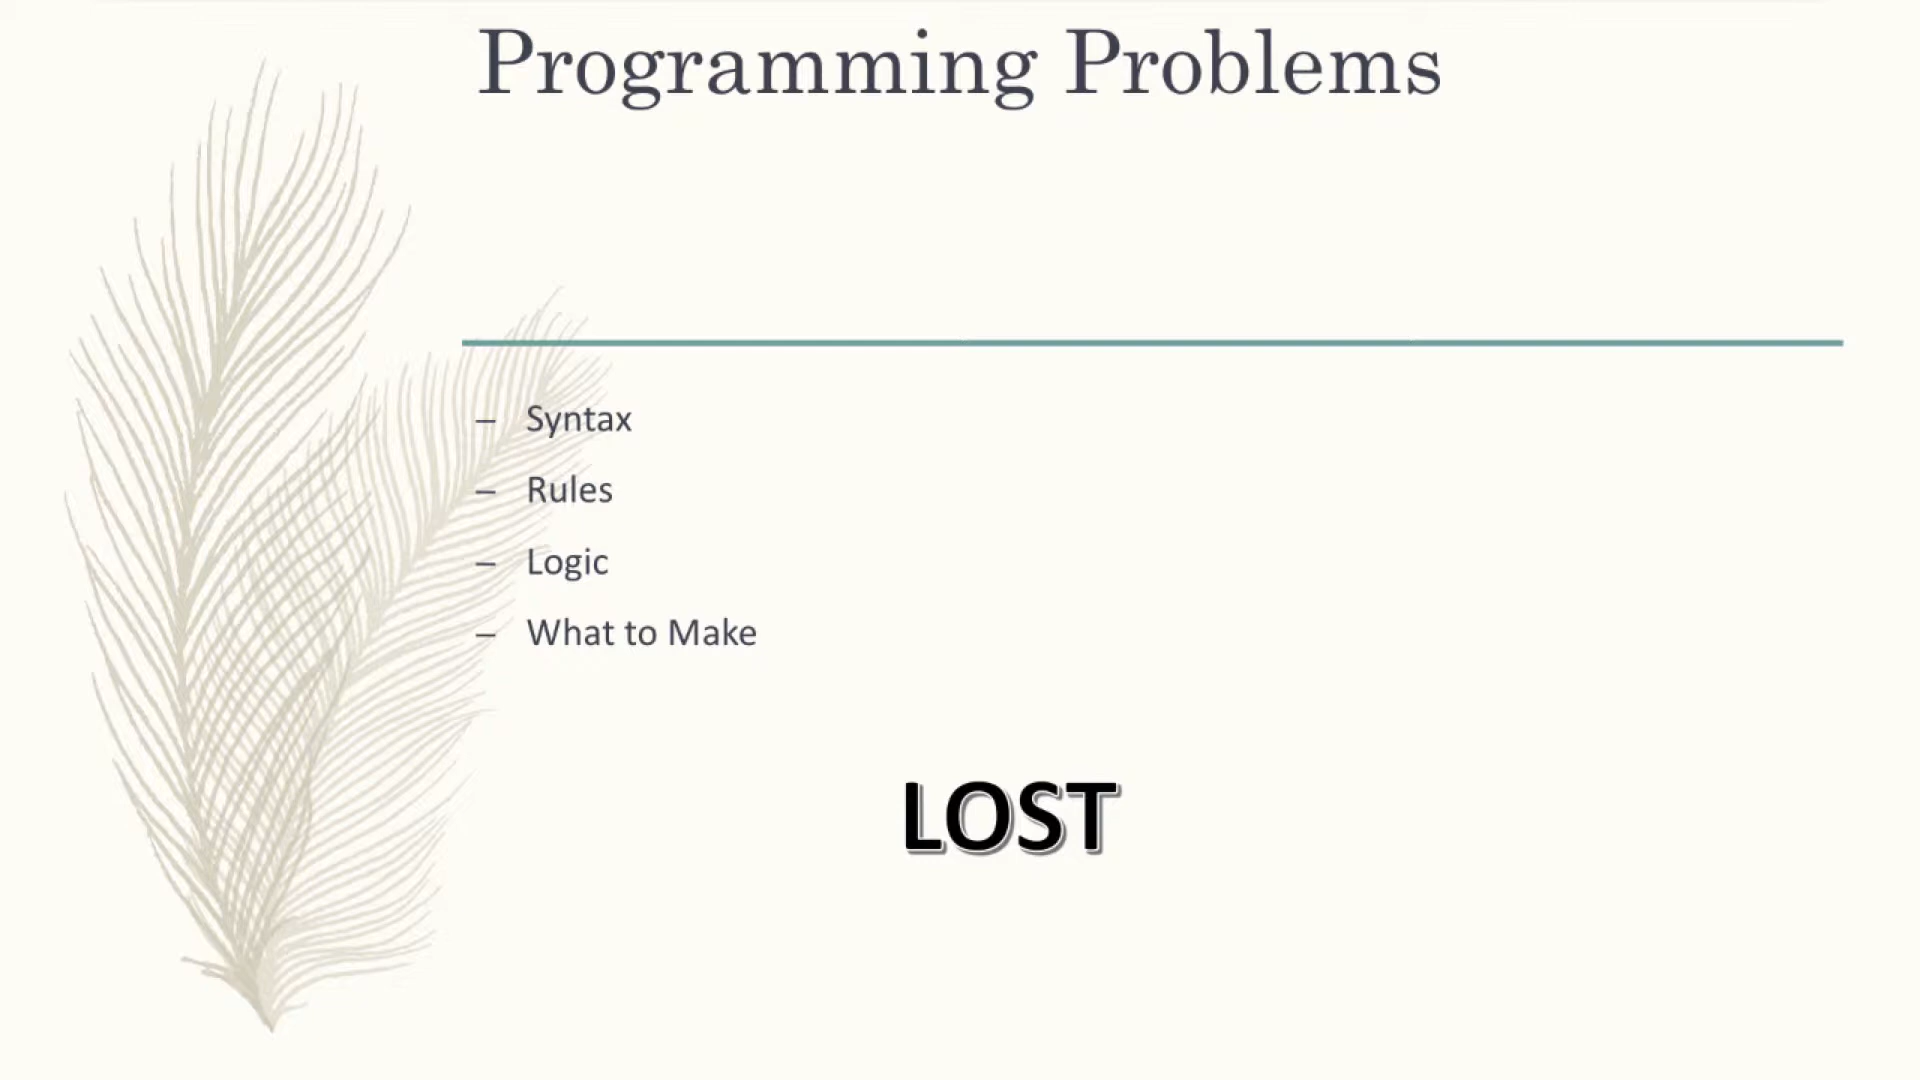 Programming Problems
– Syntax
– Rules
– Logic
– What to Make
LOST